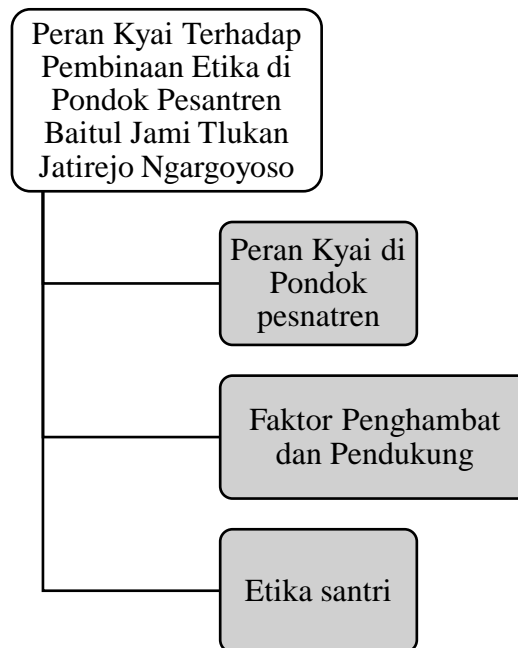 Peran Kyai Terhadap
Pembinaan Etika di
Pondok Pesantren
Baitul Jami Tlukan
Jatirejo Ngargoyoso
Peran Kyai di
Pondok
pesnatren
Faktor Penghambat
dan Pendukung
Etika santri